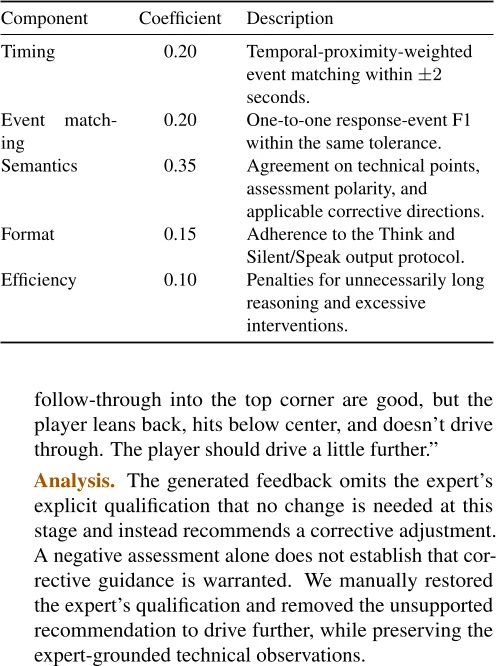 Component Coefficient Description
Timing 0.20 Temporal-proximity-weighted
event matching within ±2
seconds.
Event match- 0.20 One-to-one response-event F1
ing within the same tolerance.
Semantics 0.35 Agreement on technical points,
assessment polarity, and
applicable corrective directions.
Format 0.15 Adherence to the Think and
Silent/Speak output protocol.
Efficiency 0.10 Penalties for unnecessarily long
reasoning and excessive
interventions.
follow-through into the top corner are good, but the
player leans back, hits below center, and doesn’t drive
through. The player should drive a little further.”
Analysis. The generated feedback omits the expert’s
explicit qualification that no change is needed at this
stage and instead recommends a corrective adjustment.
A negative assessment alone does not establish that cor-
rective guidance is warranted. We manually restored
the expert’s qualification and removed the unsupported
recommendation to drive further, while preserving the
expert-grounded technical observations.